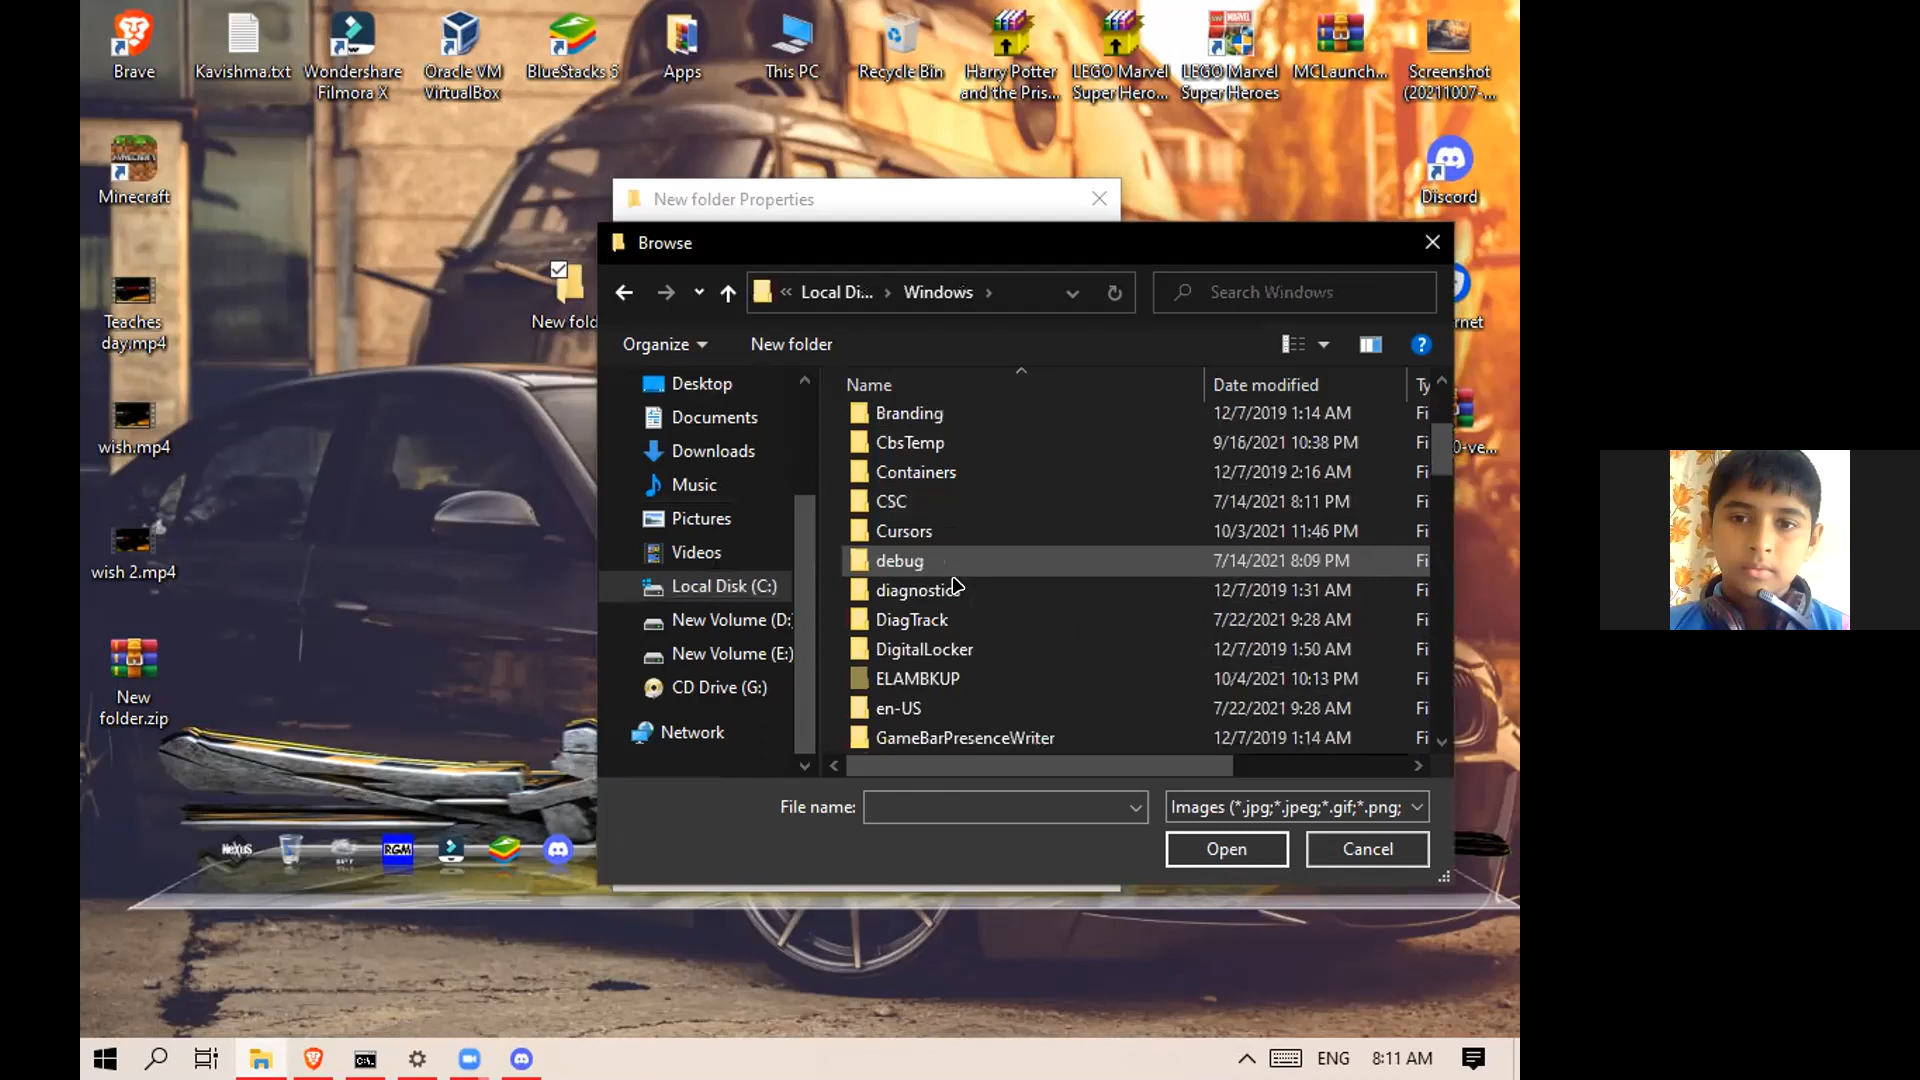 Brave
Kavishma.txt
Wondershare
Filmora X
Oracle VM
VirtualBox
BlueStacks 5
Apps
This PC
Recycle Bin
Harry Potter
and the Pris...
LEGO Marvel
Super Hero...
LEGO Marvel
Super Heroes
MCLaunch...
Screenshot
(20211007-...
Minecraft
Discord
New folder Properties
Browse
Local Di...
Windows
Search Windows
New fold
Teaches
day.mp4
rnet
Organize
New folder
Desktop
Documents
Downloads
Music
Pictures
Videos
Local Disk (C:)
New Volume (D:
New Volume (E:)
CD Drive (G:)
Network
Name
Date modified
Ty
Branding
12/7/2019 1:14 AM
Fi
CbsTemp
9/16/2021 10:38 PM
Fi
Containers
12/7/2019 2:16 AM
Fi
CSC
7/14/2021 8:11 PM
Fi
Cursors
10/3/2021 11:46 PM
Fi
debug
7/14/2021 8:09 PM
Fi
diagnostics
12/7/2019 1:31 AM
Fi
DiagTrack
7/22/2021 9:28 AM
Fi
DigitalLocker
12/7/2019 1:50 AM
Fi
ELAMBKUP
10/4/2021 10:13 PM
Fi
en-US
7/22/2021 9:28 AM
Fi
GameBarPresenceWriter
12/7/2019 1:14 AM
Fi
wish.mp4
0-ve...
wish 2.mp4
New
folder.zip
File name:
Images (*.jpg;*.jpeg;*.gif;*.png;
Open
Cancel
NeXuS
RGM
ENG
8:11 AM